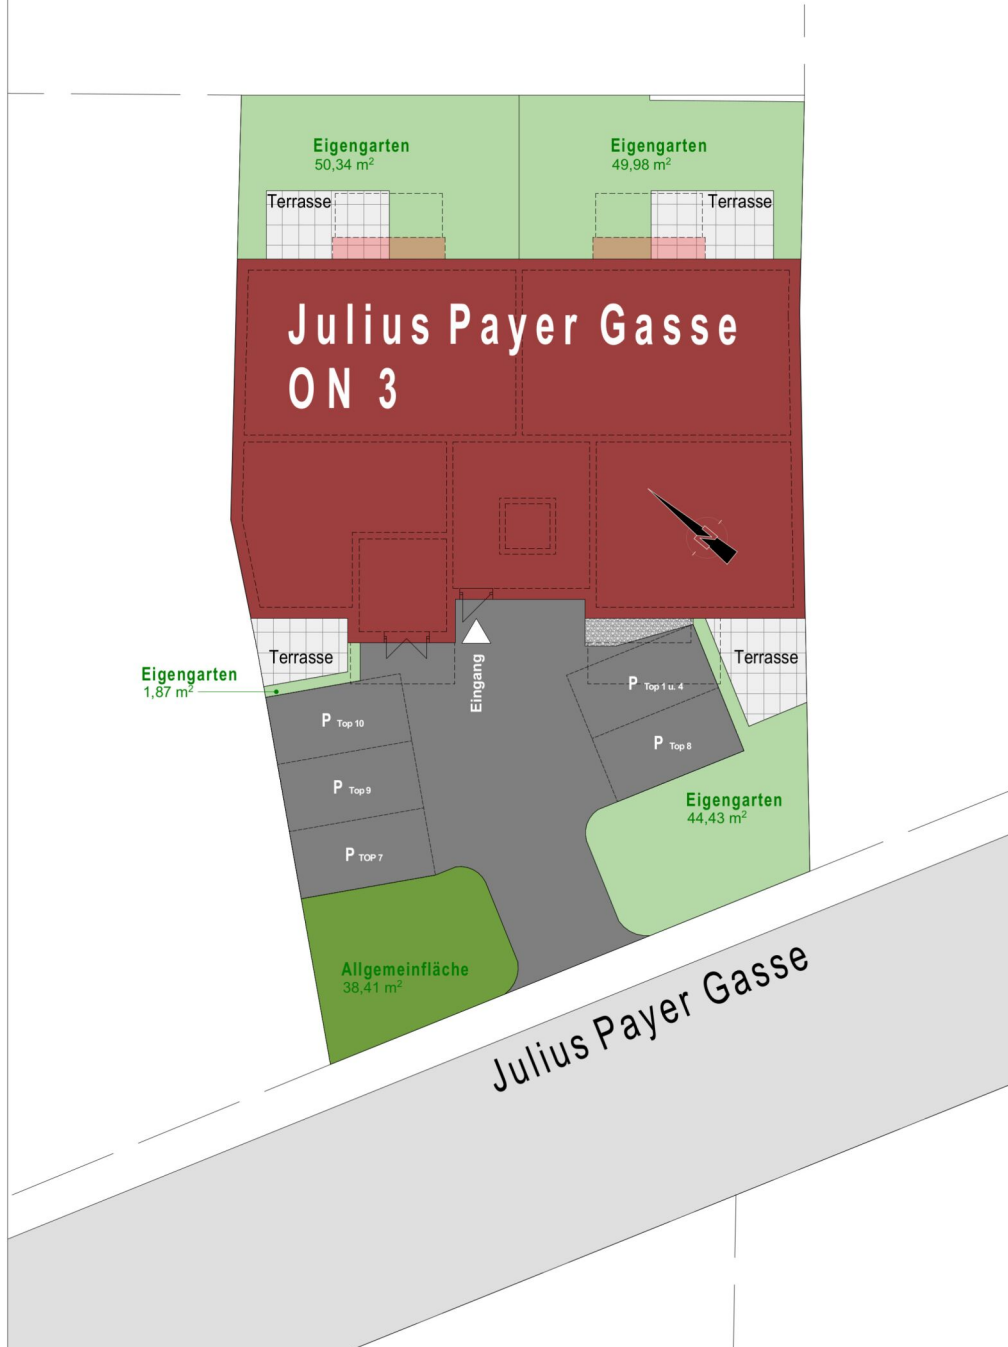 Eigengarten
50,34 m²
Eigengarten
49,98 m²
Terrasse
Terrasse
Julius Payer Gasse
ON 3
N
Terrasse
Eingang
Terrasse
Eigengarten
1,87 m²
P Top 1 u. 4
P Top 10
P Top 8
P Top 9
Eigengarten
44,43 m²
P TOP 7
Allgemeinfläche
38,41 m²
Julius Payer Gasse